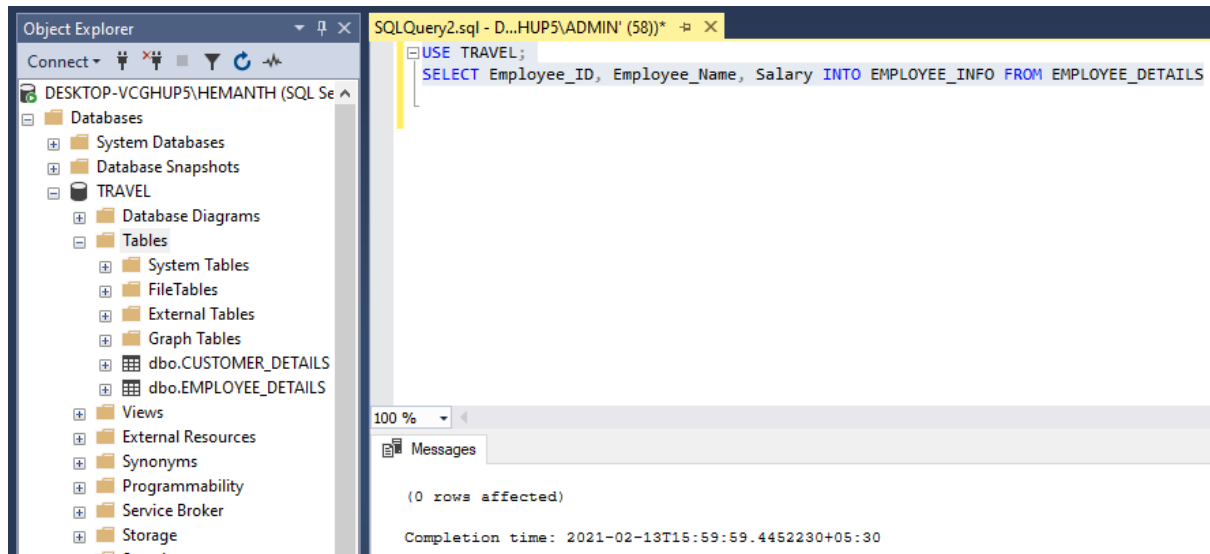 Object Explorer
Connect
DESKTOP-VCGHUP5\HEMANTH (SQL Se
Databases
System Databases
Database Snapshots
TRAVEL
Database Diagrams
Tables
System Tables
FileTables
External Tables
Graph Tables
dbo.CUSTOMER_DETAILS
dbo.EMPLOYEE_DETAILS
Views
External Resources
Synonyms
Programmability
Service Broker
Storage
SQLQuery2.sql - D...HUP5\ADMIN' (58))*
USE TRAVEL;
SELECT Employee_ID, Employee_Name, Salary INTO EMPLOYEE_INFO FROM EMPLOYEE_DETAILS
100 %
Messages
(0 rows affected)
Completion time: 2021-02-13T15:59:59.4452230+05:30